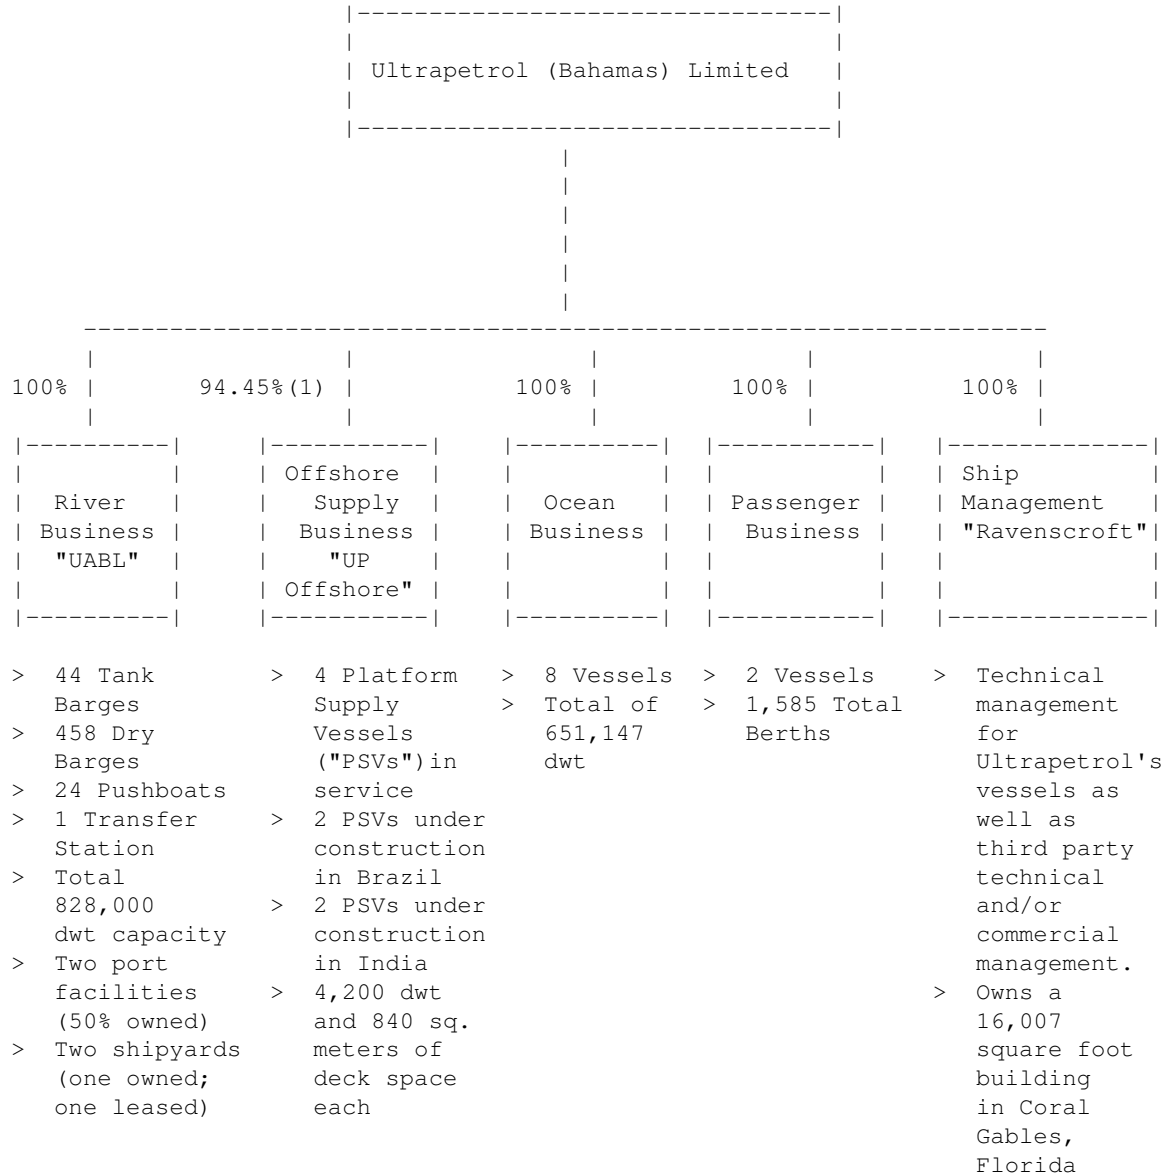 Ultrapetrol (Bahamas) Limited
100% 94.45%(1) 100% 100% 100%
River
Business
"UABL"
Offshore
Supply
Business
"UP
Offshore"
Ocean
Business
Passenger
Business
Ship
Management
"Ravenscroft"
> 44 Tank
Barges
> 458 Dry
Barges
> 24 Pushboats
> 1 Transfer
Station
> Total
828,000
dwt capacity
> Two port
facilities
(50% owned)
> Two shipyards
(one owned;
one leased)
> 4 Platform
Supply
Vessels
("PSVs")in
service
> 2 PSVs under
construction
in Brazil
> 2 PSVs under
construction
in India
> 4,200 dwt
and 840 sq.
meters of
deck space
each
> 8 Vessels
> Total of
651,147
dwt
> 2 Vessels
> 1,585 Total
Berths
> Technical
management
for
Ultrapetrol's
vessels as
well as
third party
technical
and/or
commercial
management.
> Owns a
16,007
square foot
building
in Coral
Gables,
Florida